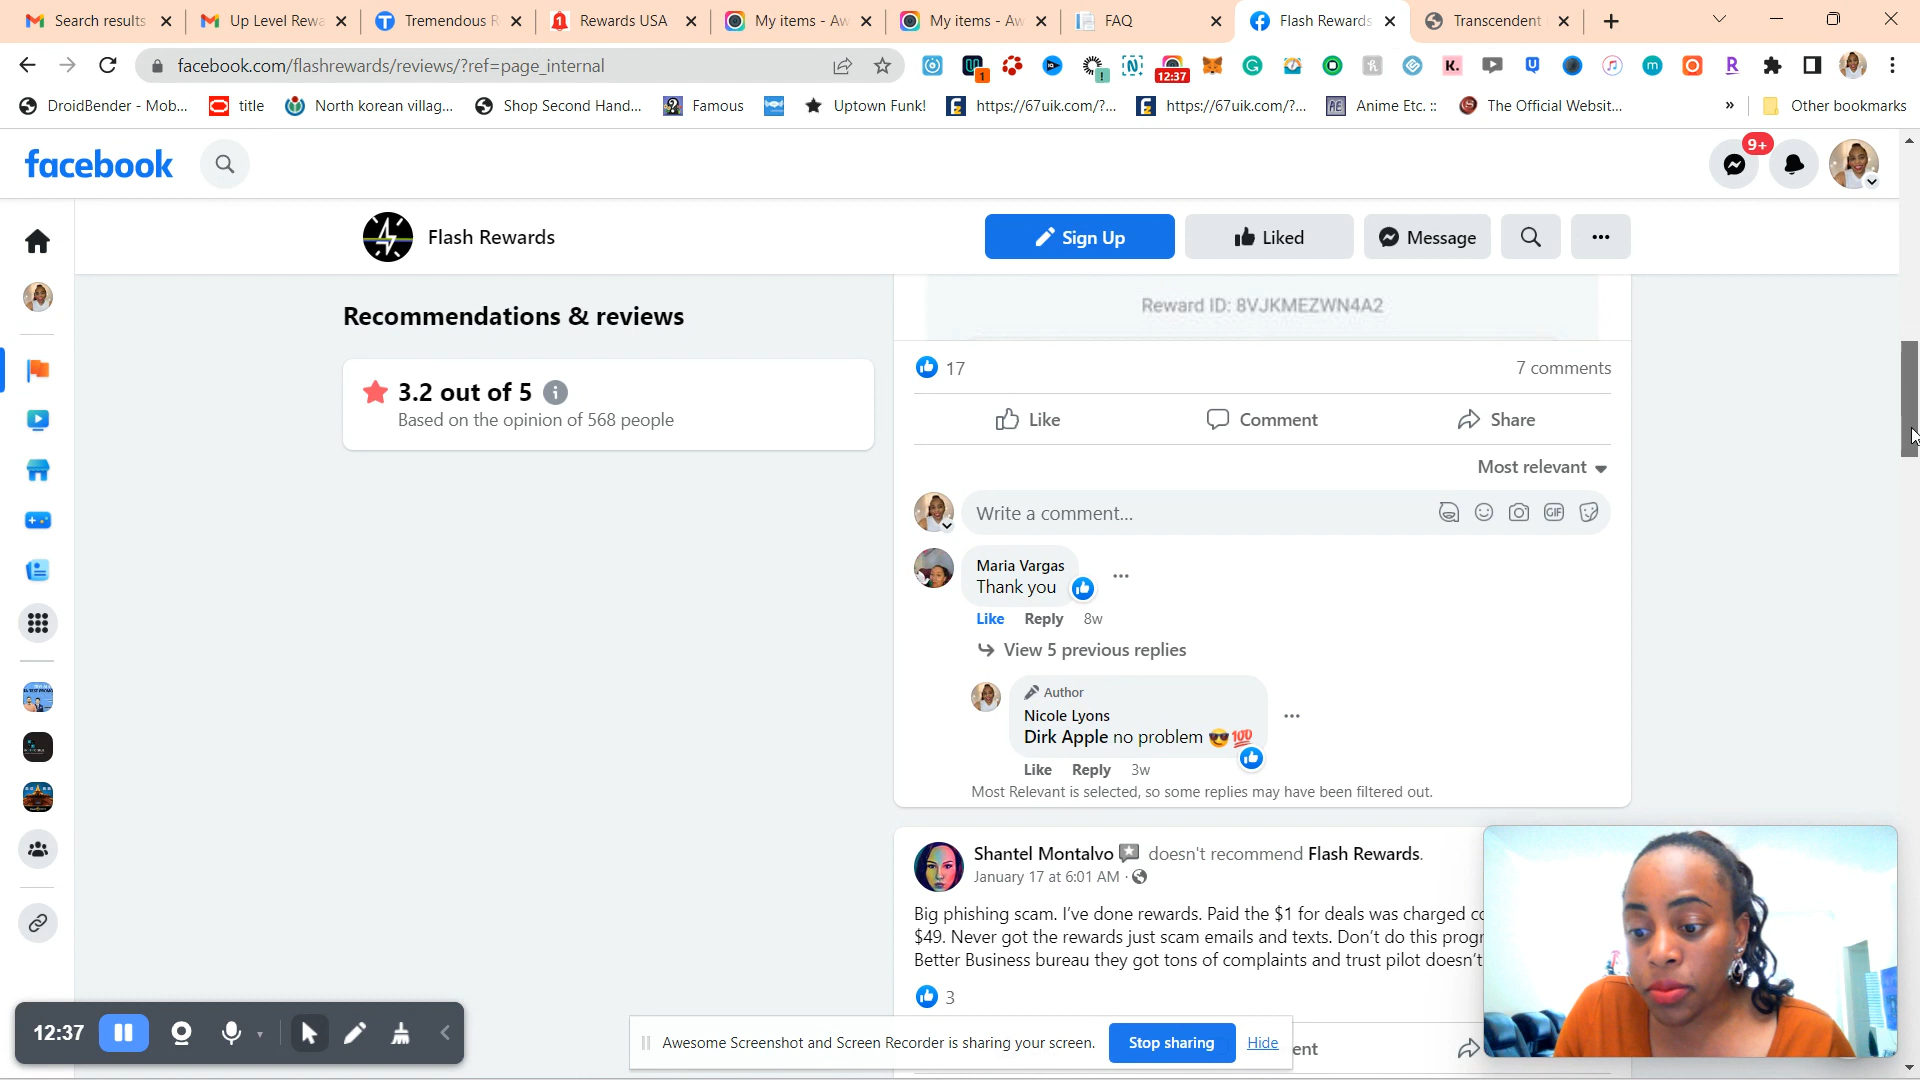 Search results
Up Level Rewa
Tremendous R
Rewards USA
My items - Aw
My items - Aw
FAQ
Flash Rewards
Transcendent
facebook.com/flashrewards/reviews/?ref=page_internal
1
12:37
K.
DroidBender - Mob...
title
North korean villag...
Shop Second Hand...
Famous
Uptown Funk!
https://67uik.com/?...
https://67uik.com/?...
Anime Etc. ::
The Official Websit...
»
Other bookmarks
facebook
9+
Flash Rewards
Sign Up
Liked
Message
Recommendations & reviews
3.2 out of 5
Based on the opinion of 568 people
Reward ID: 8VJKMEZWN4A2
17
7 comments
Like
Comment
Share
Most relevant
Write a comment...
GIF
Maria Vargas
Thank you
Like Reply 8w
View 5 previous replies
Author
Nicole Lyons
Dirk Apple no problem 😎💯
Like Reply 3w
Most Relevant is selected, so some replies may have been filtered out.
Shantel Montalvo doesn't recommend Flash Rewards.
January 17 at 6:01 AM ·
Big phishing scam. I've done rewards. Paid the $1 for deals was charged
$49. Never got the rewards just scam emails and texts. Don't do this
Better Business bureau they got tons of complaints and trust pilot doesn't
3
12:37
Awesome Screenshot and Screen Recorder is sharing your screen.
Stop sharing
Hide
ent